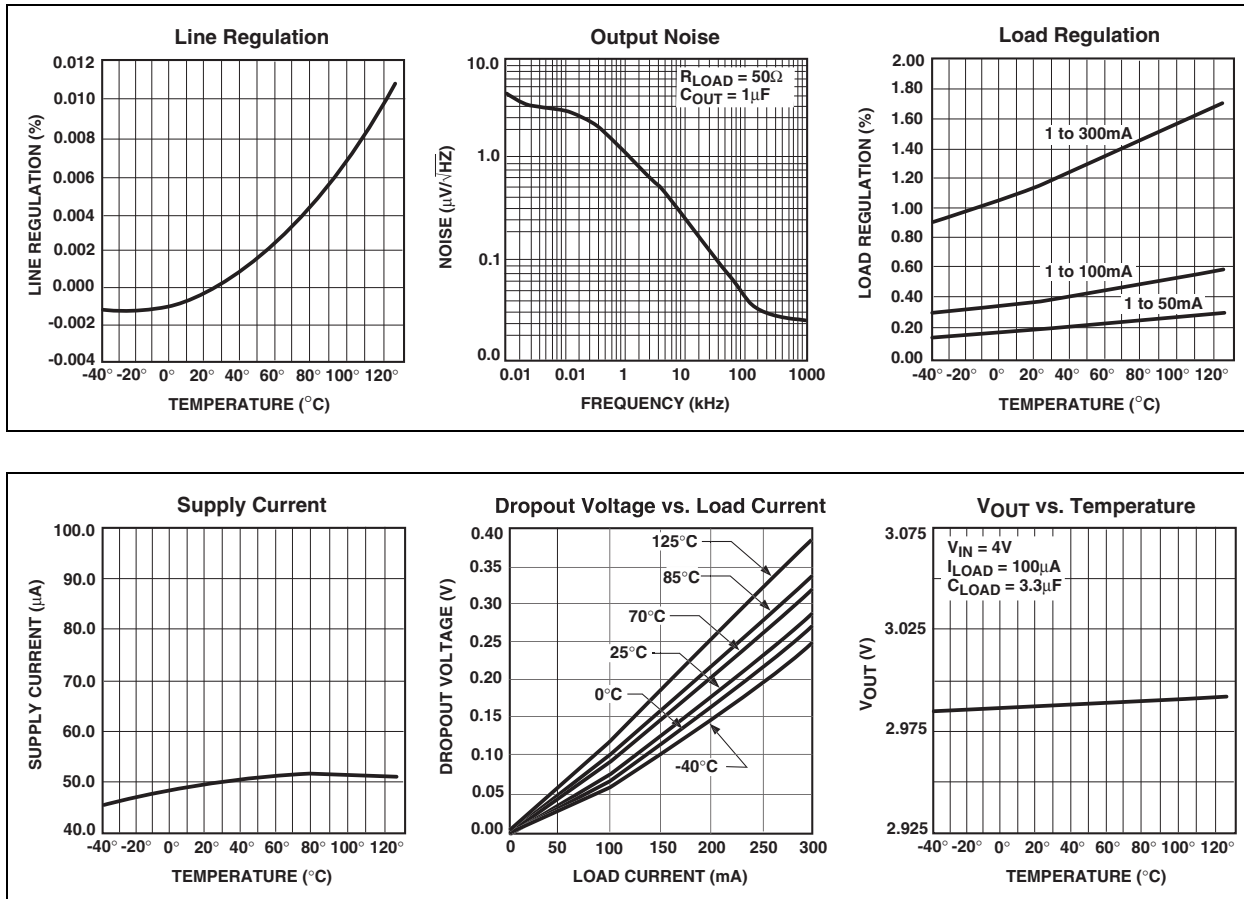 Line Regulation
0.012
0.010
0.008
0.006
0.004
0.002
0.000
-0.002
-0.004
LINE REGULATION (%)
-40° -20° 0° 20° 40° 60° 80° 100° 120°
TEMPERATURE (°C)
Output Noise
RLOAD = 50Ω
COUT = 1µF
10.0
1.0
0.1
0.0
NOISE (µV/√HZ)
0.01 0.01 1 10 100 1000
FREQUENCY (kHz)
Load Regulation
2.00
1.80
1.60
1.40
1.20
1.00
0.80
0.60
0.40
0.20
0.00
LOAD REGULATION (%)
1 to 300mA
1 to 100mA
1 to 50mA
-40° -20° 0° 20° 40° 60° 80° 100° 120°
TEMPERATURE (°C)
Supply Current
100.0
90.0
80.0
70.0
60.0
50.0
40.0
SUPPLY CURRENT (µA)
-40° -20° 0° 20° 40° 60° 80° 100° 120°
TEMPERATURE (°C)
Dropout Voltage vs. Load Current
0.40
0.35
0.30
0.25
0.20
0.15
0.10
0.05
0.00
DROPOUT VOLTAGE (V)
125°C
85°C
70°C
25°C
0°C
-40°C
0 50 100 150 200 250 300
LOAD CURRENT (mA)
VOUT vs. Temperature
VIN = 4V
ILOAD = 100µA
CLOAD = 3.3µF
3.075
3.025
2.975
2.925
VOUT (V)
-40° -20° 0° 20° 40° 60° 80° 100° 120°
TEMPERATURE (°C)